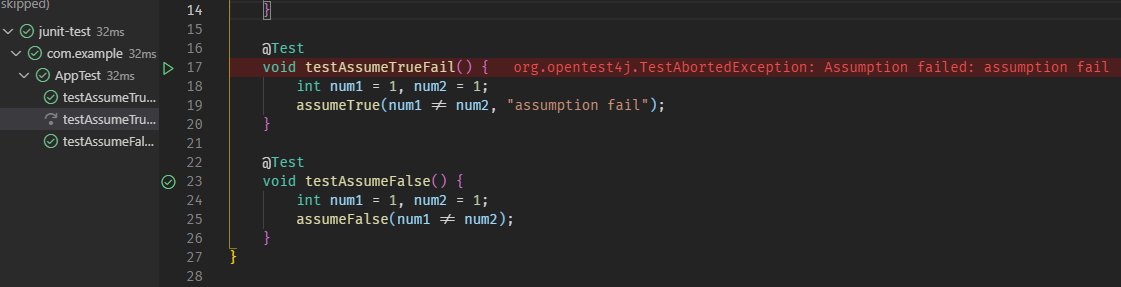 skipped)
junit-test 32ms
com.example 32ms
AppTest 32ms
testAssumeTru...
testAssumeTru...
testAssumeFal...
14 }
15
16 @Test
17 void testAssumeTrueFail() { org.opentest4j.TestAbortedException: Assumption failed: assumption fail
18 int num1 = 1, num2 = 1;
19 assumeTrue(num1 ≠ num2, "assumption fail");
20 }
21
22 @Test
23 void testAssumeFalse() {
24 int num1 = 1, num2 = 1;
25 assumeFalse(num1 ≠ num2);
26 }
27 }
28